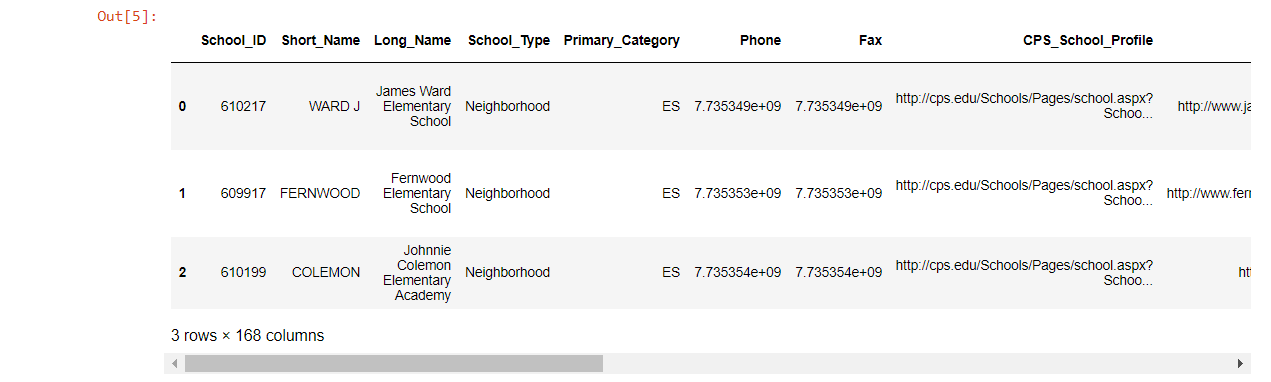 Out[5]:
School_ID Short_Name Long_Name School_Type Primary_Category Phone Fax CPS_School_Profile
0 610217 WARD J James Ward Elementary School Neighborhood ES 7.735349e+09 7.735349e+09 http://cps.edu/Schools/Pages/school.aspx?Schoo... http://www.ja
1 609917 FERNWOOD Fernwood Elementary School Neighborhood ES 7.735353e+09 7.735353e+09 http://cps.edu/Schools/Pages/school.aspx?Schoo... http://www.fern
2 610199 COLEMON Johnnie Colemon Elementary Academy Neighborhood ES 7.735354e+09 7.735354e+09 http://cps.edu/Schools/Pages/school.aspx?Schoo...
3 rows × 168 columns